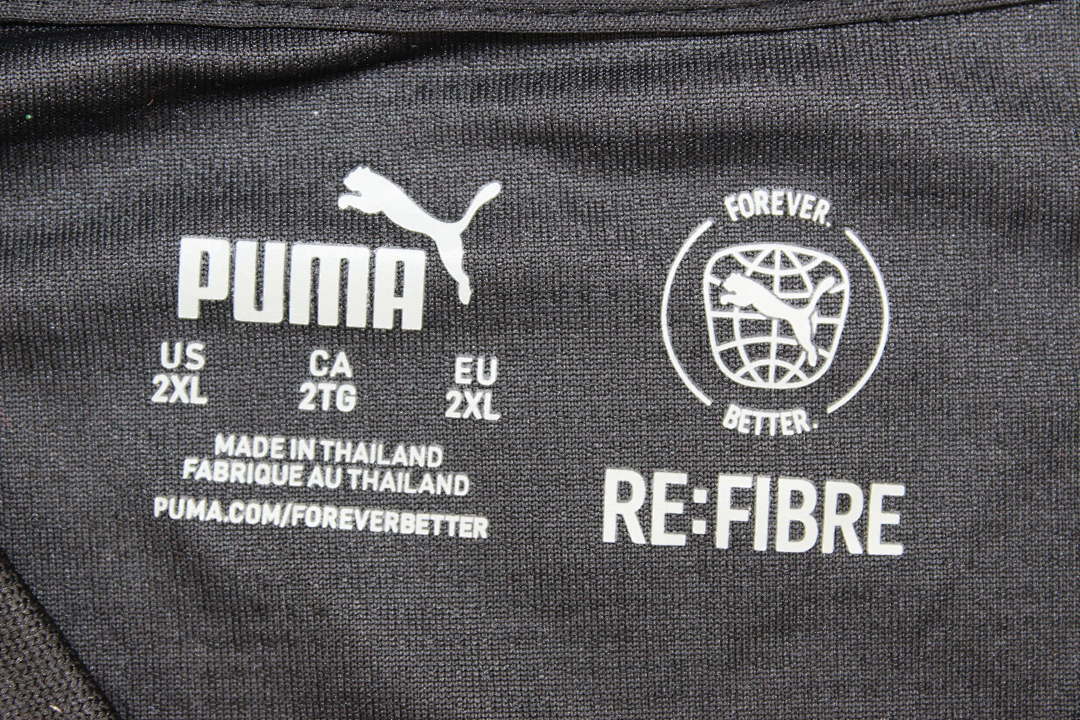 PUMA
US CA EU
2XL 2TG 2XL
MADE IN THAILAND
FABRIQUE AU THAILAND
PUMA.COM/FOREVERBETTER
FOREVER.
BETTER.
RE:FIBRE